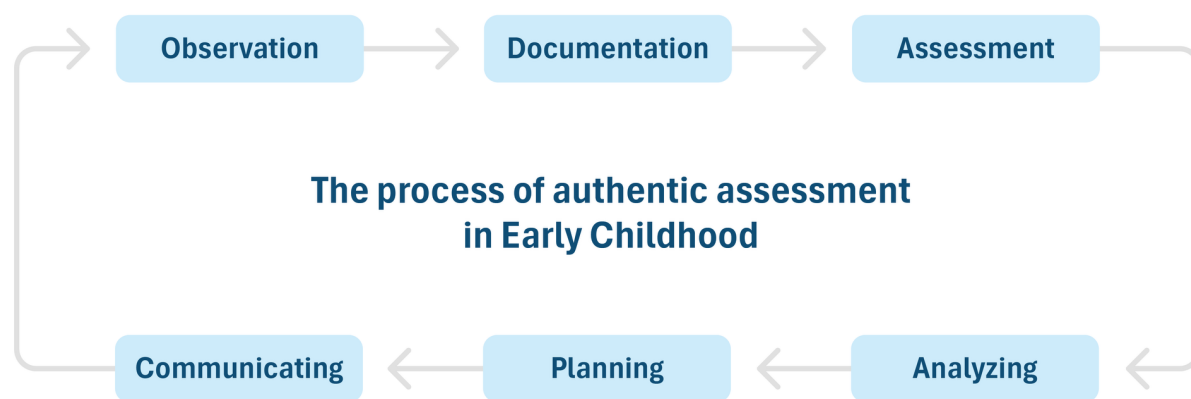 Observation
Documentation
Assessment
The process of authentic assessment
in Early Childhood
Communicating
Planning
Analyzing